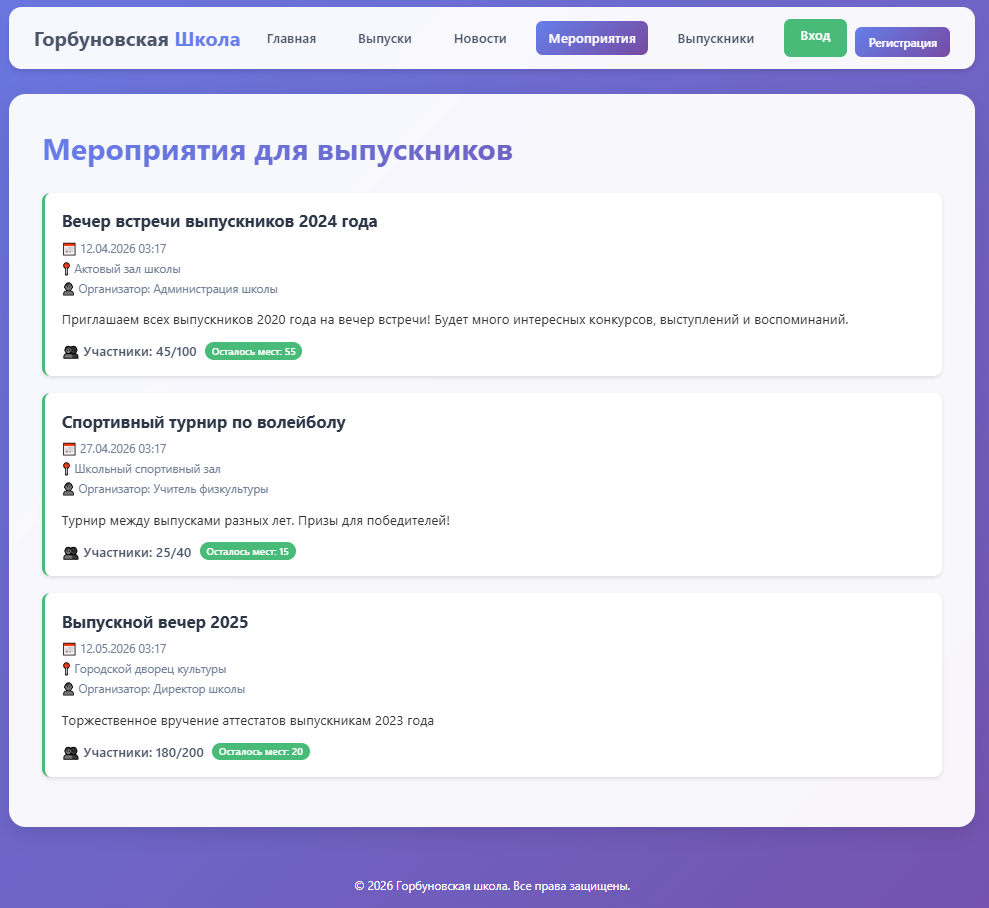 Горбуновская Школа Главная Выпуски Новости Мероприятия Выпускники Вход Регистрация
Мероприятия для выпускников
Вечер встречи выпускников 2024 года
12.04.2026 03:17
Актовый зал школы
Организатор: Администрация школы
Приглашаем всех выпускников 2020 года на вечер встречи! Будет много интересных конкурсов, выступлений и воспоминаний.
Участники: 45/100 Осталось мест: 55
Спортивный турнир по волейболу
27.04.2026 03:17
Школьный спортивный зал
Организатор: Учитель физкультуры
Турнир между выпусками разных лет. Призы для победителей!
Участники: 25/40 Осталось мест: 15
Выпускной вечер 2025
12.05.2026 03:17
Городской дворец культуры
Организатор: Директор школы
Торжественное вручение аттестатов выпускникам 2023 года
Участники: 180/200 Осталось мест: 20
© 2026 Горбуновская школа. Все права защищены.